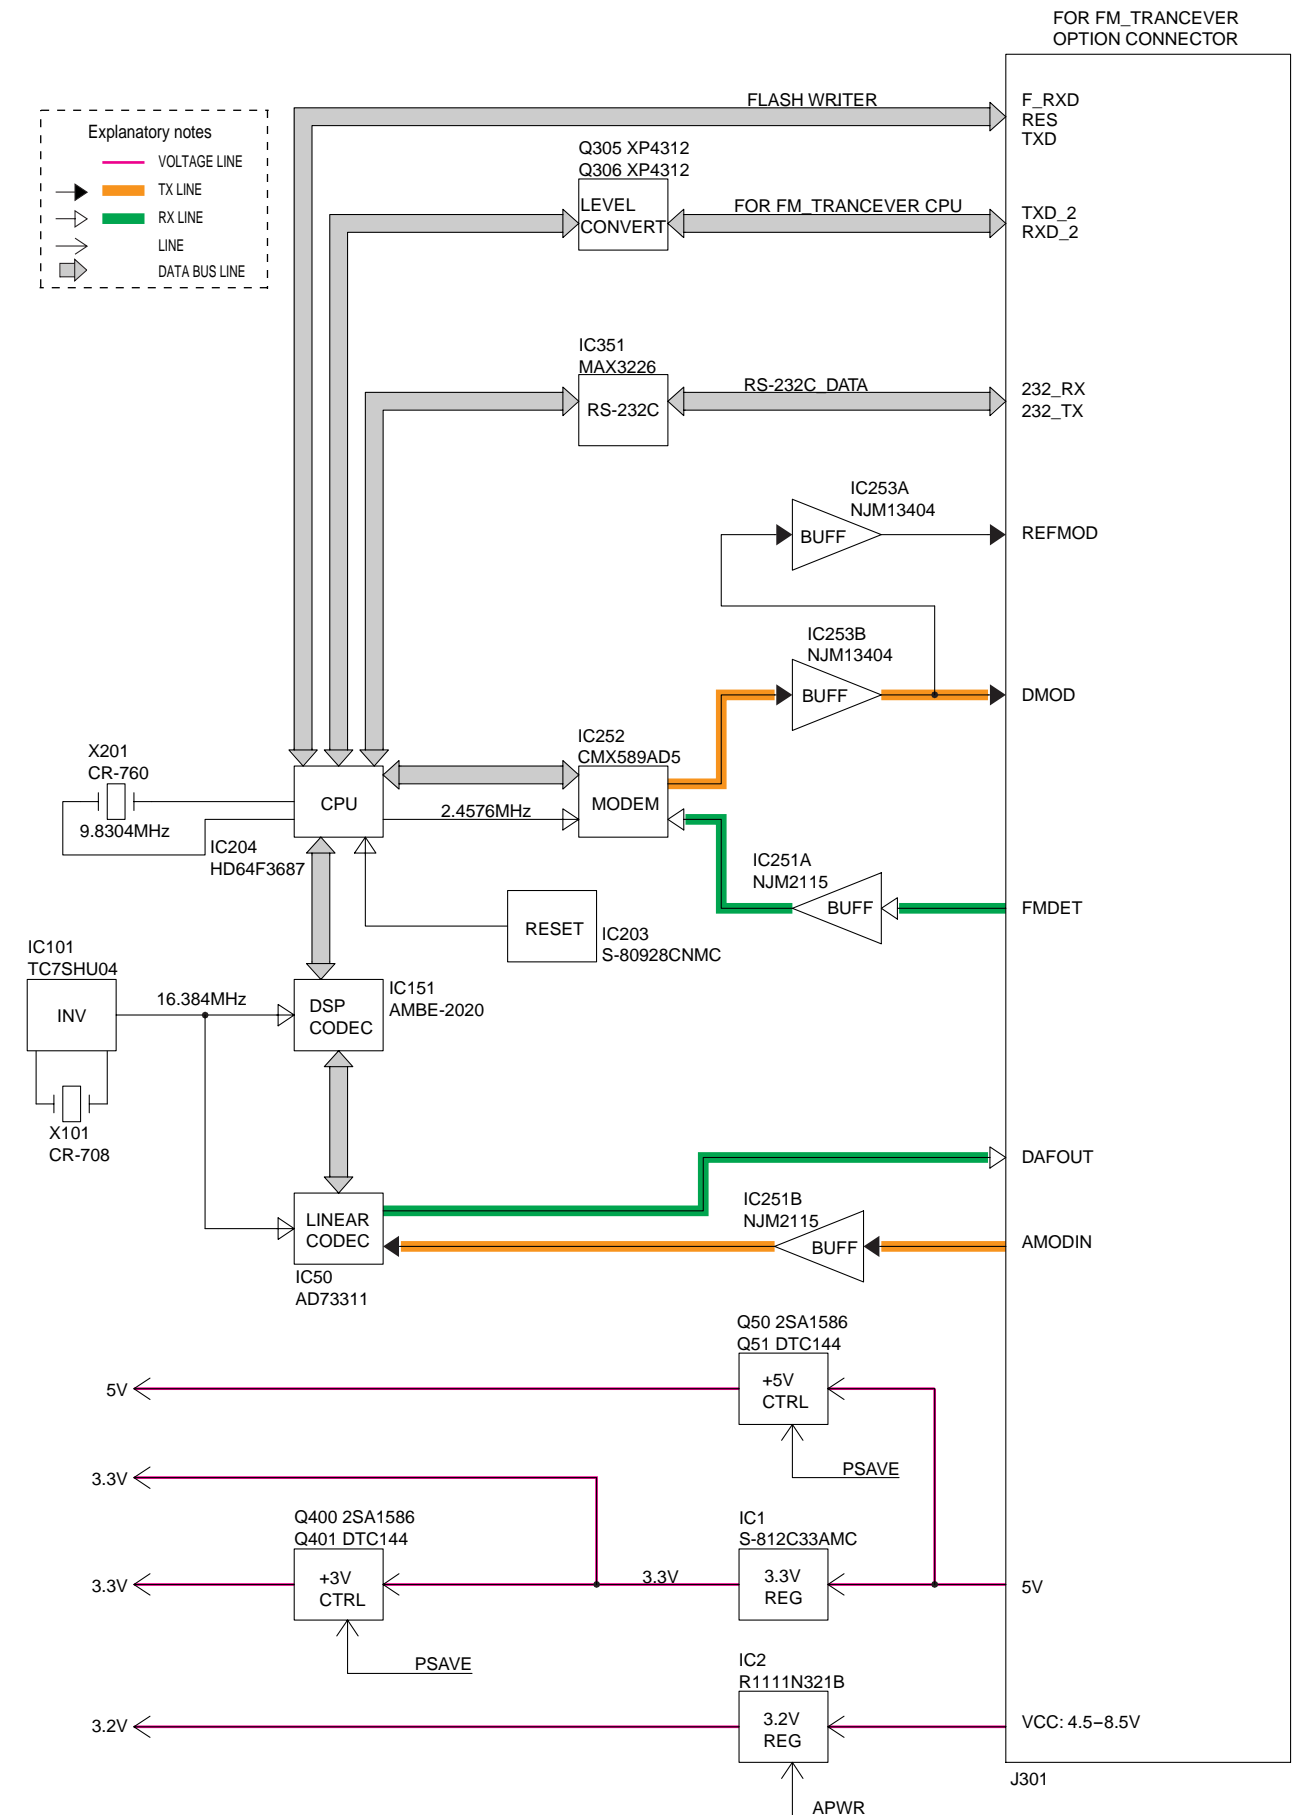 FOR FM_TRANCEVER
OPTION CONNECTOR
Explanatory notes
VOLTAGE LINE
TX LINE
RX LINE
LINE
DATA BUS LINE
FLASH WRITER
F_RXD
RES
TXD
Q305 XP4312
Q306 XP4312
LEVEL
CONVERT
FOR FM_TRANCEVER CPU
TXD_2
RXD_2
IC351
MAX3226
RS-232C
RS-232C_DATA
232_RX
232_TX
IC253A
NJM13404
BUFF
REFMOD
IC253B
NJM13404
BUFF
DMOD
X201
CR-760
9.8304MHz
CPU
IC204
HD64F3687
2.4576MHz
IC252
CMX589AD5
MODEM
IC251A
NJM2115
BUFF
FMDET
RESET
IC203
S-80928CNMC
IC101
TC7SHU04
INV
16.384MHz
X101
CR-708
DSP
CODEC
IC151
AMBE-2020
DAFOUT
LINEAR
CODEC
IC50
AD73311
IC251B
NJM2115
BUFF
AMODIN
Q50 2SA1586
Q51 DTC144
+5V
CTRL
5V
PSAVE
3.3V
Q400 2SA1586
Q401 DTC144
+3V
CTRL
3.3V
PSAVE
3.3V
IC1
S-812C33AMC
3.3V
REG
5V
IC2
R1111N321B
3.2V
REG
3.2V
VCC: 4.5–8.5V
APWR
J301